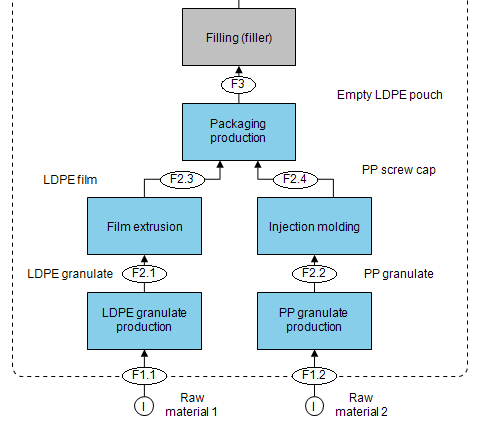 Filling (filler)
F3
Empty LDPE pouch
Packaging
production
LDPE film
F2.3
F2.4
PP screw cap
Film extrusion
Injection molding
LDPE granulate
F2.1
F2.2
PP granulate
LDPE granulate
production
PP granulate
production
F1.1
F1.2
I
Raw
material 1
I
Raw
material 2